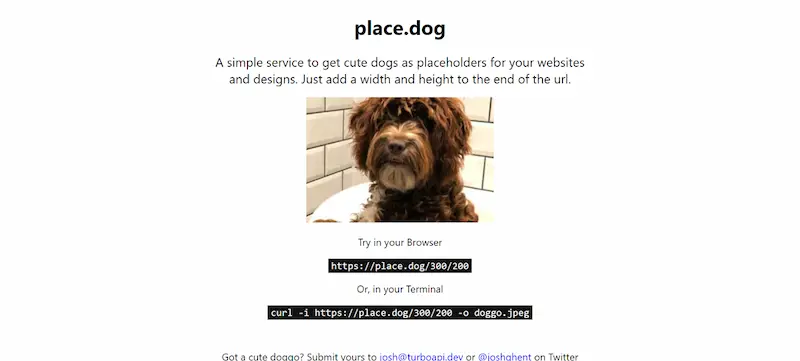 place.dog
A simple service to get cute dogs as placeholders for your websites
and designs. Just add a width and height to the end of the url.
Try in your Browser
https://place.dog/300/200
Or, in your Terminal
curl -i https://place.dog/300/200 -o doggo.jpeg
Got a cute doggo? Submit yours to josh@turboapi.dev or @joshghent on Twitter